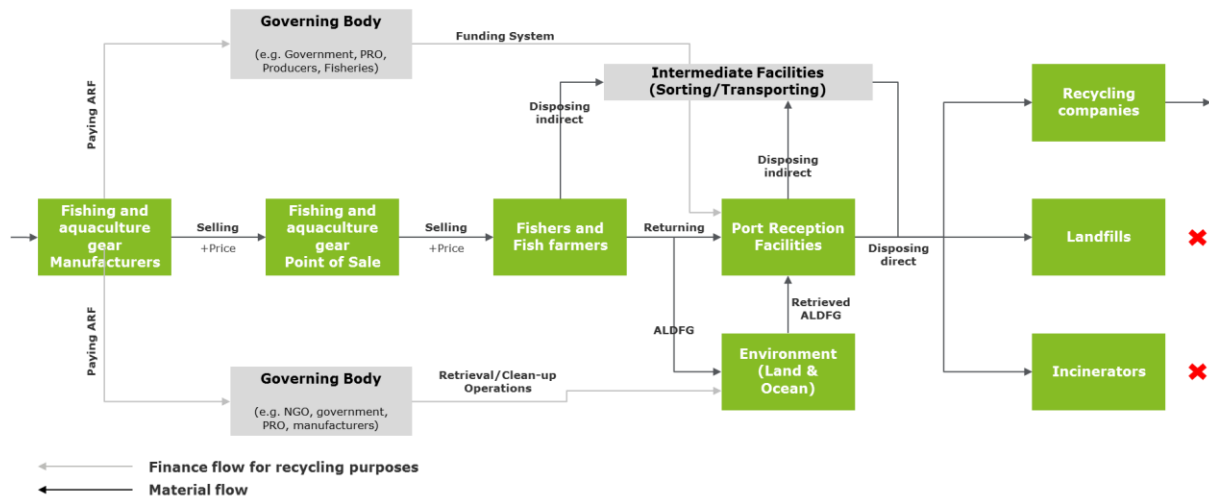 Governing Body
(e.g. Government, PRO,
Producers, Fisheries)
Funding System
Intermediate Facilities
(Sorting/Transporting)
Recycling
companies
Paying ARF
Disposing
indirect
Disposing
indirect
Fishing and
aquaculture
gear
Manufacturers
Selling
+Price
Fishing and
aquaculture
gear
Point of Sale
Selling
+Price
Fishers and
Fish farmers
Returning
Port Reception
Facilities
Disposing
direct
Landfills
Paying ARF
ALDFG
Retrieved
ALDFG
Governing Body
(e.g. NGO, government,
PRO, manufacturers)
Retrieval/Clean-up
Operations
Environment
(Land &
Ocean)
Incinerators
Finance flow for recycling purposes
Material flow